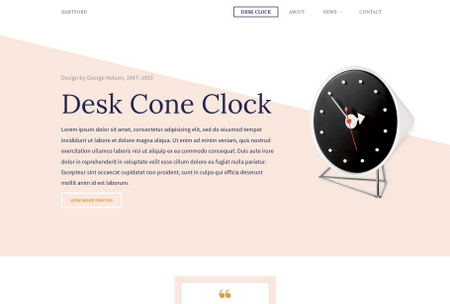 HARTFORD
DESK CLOCK
ABOUT
NEWS
CONTACT
Design by George Nelson, 1947–1953
Desk Cone Clock
Lorem ipsum dolor sit amet, consectetur adipisicing elit, sed do eiusmod tempor
incididunt ut labore et dolore magna aliqua. Ut enim ad minim veniam, quis nostrud
exercitation ullamco laboris nisi ut aliquip ex ea commodo consequat. Duis aute irure
dolor in reprehenderit in voluptate velit esse cillum dolore eu fugiat nulla pariatur.
Excepteur sint occaecat cupidatat non proident, sunt in culpa qui officia deserunt
mollit anim id est laborum.
VIEW MORE PHOTOS
❝